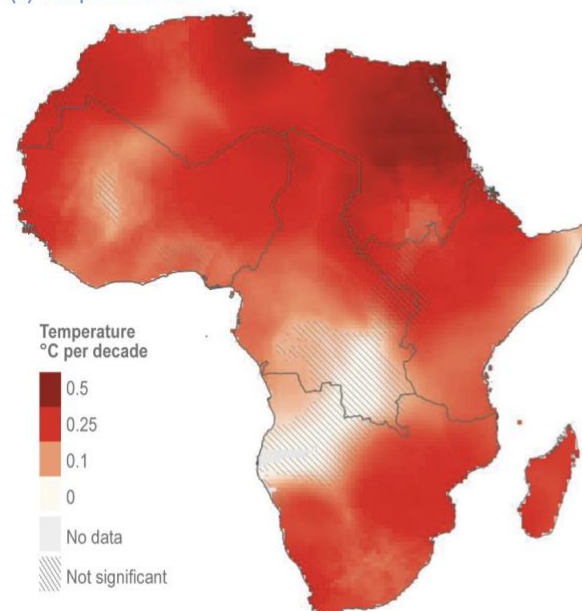 Temperature
°C per decade
0.5
0.25
0.1
0
No data
Not significant